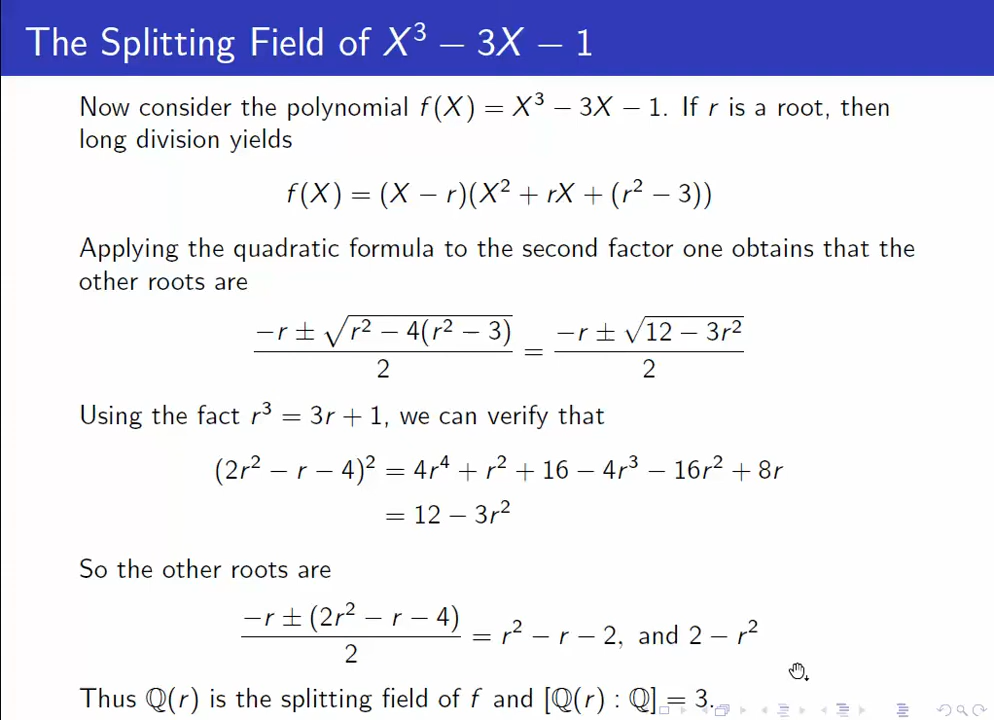 The Splitting Field of X³ − 3X − 1
Now consider the polynomial f(X) = X³ − 3X − 1. If r is a root, then
long division yields
f(X) = (X − r)(X² + rX + (r² − 3))
Applying the quadratic formula to the second factor one obtains that the
other roots are
(−r ± √(r² − 4(r² − 3)))/2 = (−r ± √(12 − 3r²))/2
Using the fact r³ = 3r + 1, we can verify that
(2r² − r − 4)² = 4r⁴ + r² + 16 − 4r³ − 16r² + 8r
= 12 − 3r²
So the other roots are
(−r ± (2r² − r − 4))/2 = r² − r − 2, and 2 − r²
Thus ℚ(r) is the splitting field of f and [ℚ(r) : ℚ] = 3.